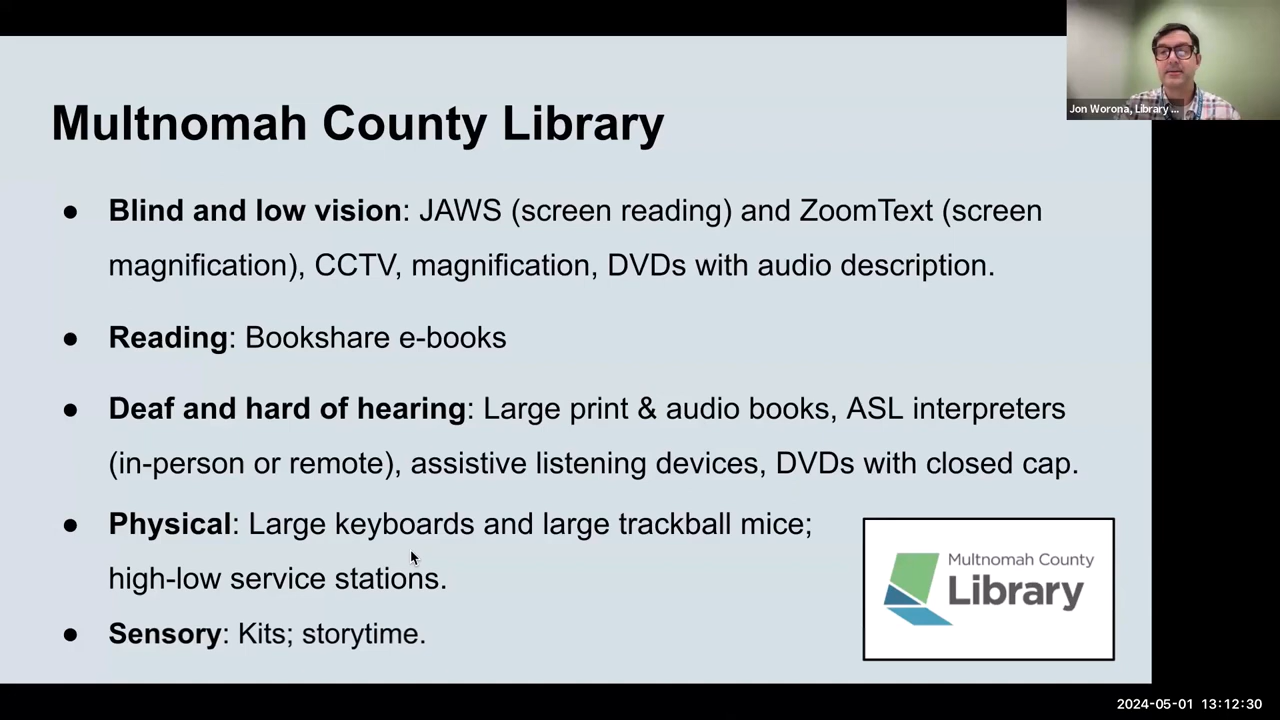 Multnomah County Library
Jon Worona, Library ...
● Blind and low vision: JAWS (screen reading) and ZoomText (screen
magnification), CCTV, magnification, DVDs with audio description.
● Reading: Bookshare e-books
● Deaf and hard of hearing: Large print & audio books, ASL interpreters
(in-person or remote), assistive listening devices, DVDs with closed cap.
● Physical: Large keyboards and large trackball mice;
high-low service stations.
● Sensory: Kits; storytime.
Multnomah County
Library
2024-05-01 13:12:30